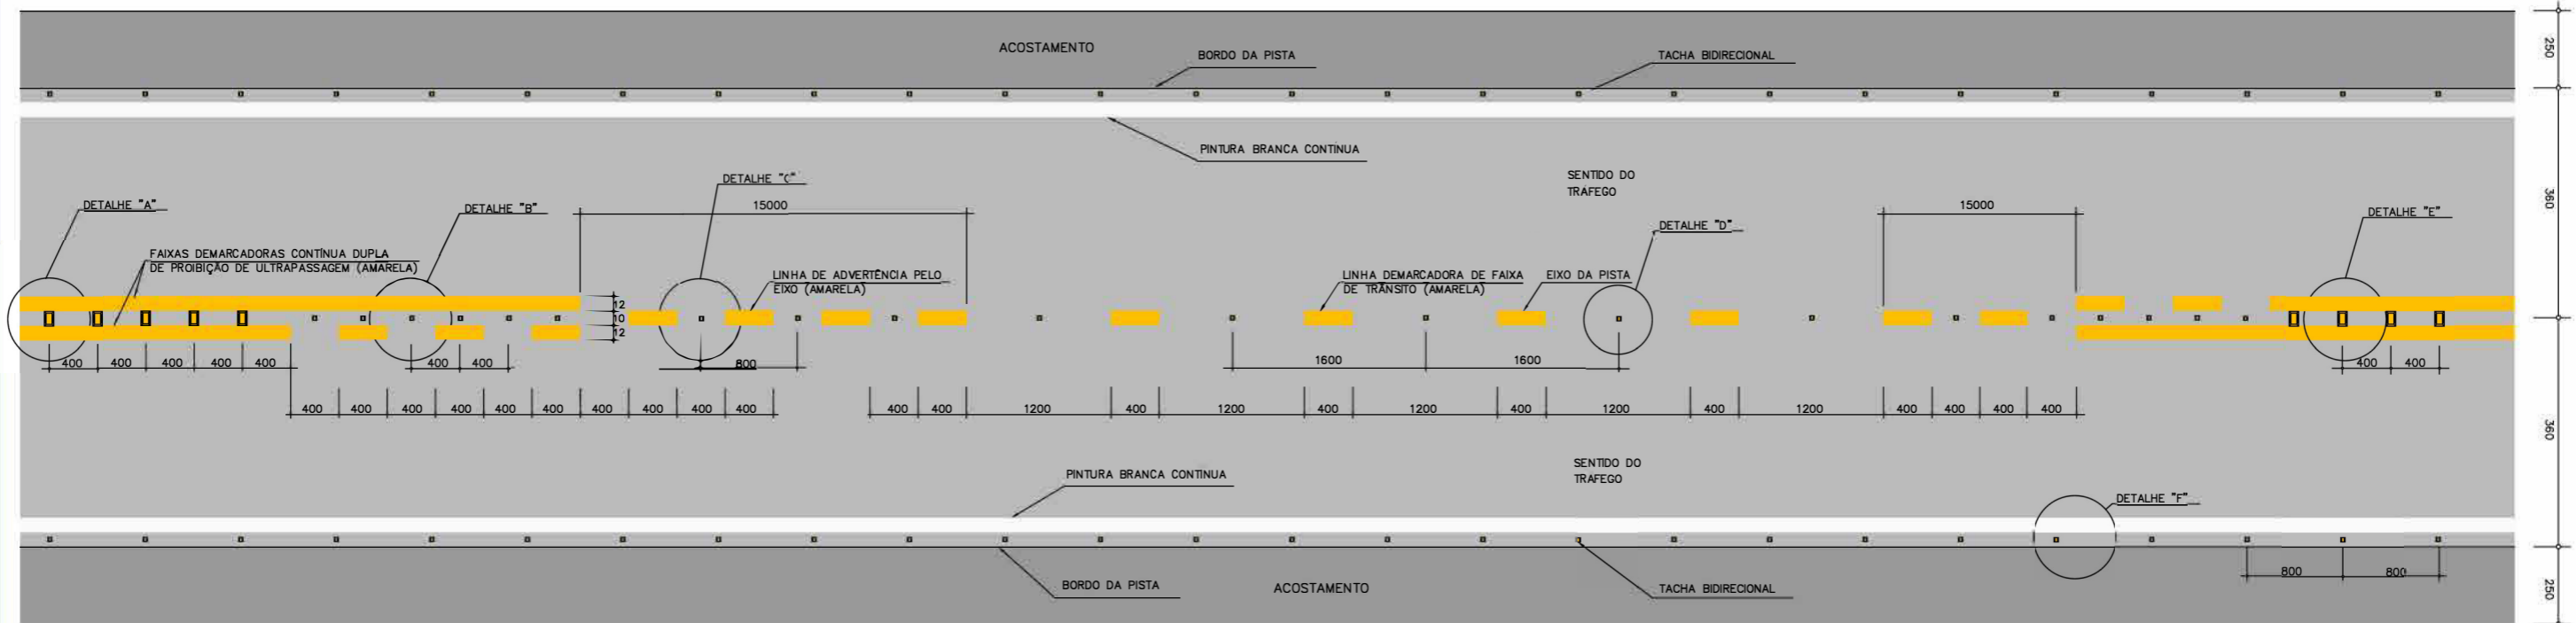 ACOSTAMENTO
BORDO DA PISTA
TACHA BIDIRECIONAL
250
PINTURA BRANCA CONTÍNUA
SENTIDO DO
TRÁFEGO
360
DETALHE "A"
DETALHE "B"
DETALHE "C"
15000
DETALHE "D"
15000
DETALHE "E"
FAIXAS DEMARCADORAS CONTÍNUA DUPLA
DE PROIBIÇÃO DE ULTRAPASSAGEM (AMARELA)
LINHA DE ADVERTÊNCIA PELO
EIXO (AMARELA)
LINHA DEMARCADORA DE FAIXA
DE TRÂNSITO (AMARELA)
EIXO DA PISTA
12
10
12
400 400 400 400 400
400 400
800
1600 1600
400 400
400 400 400 400 400 400 400 400 400 400
400 400 1200 400 1200 400 1200 400 1200 400 1200 400 400 400 400
360
PINTURA BRANCA CONTÍNUA
SENTIDO DO
TRAFEGO
DETALHE "F"
800 800
BORDO DA PISTA
ACOSTAMENTO
TACHA BIDIRECIONAL
250